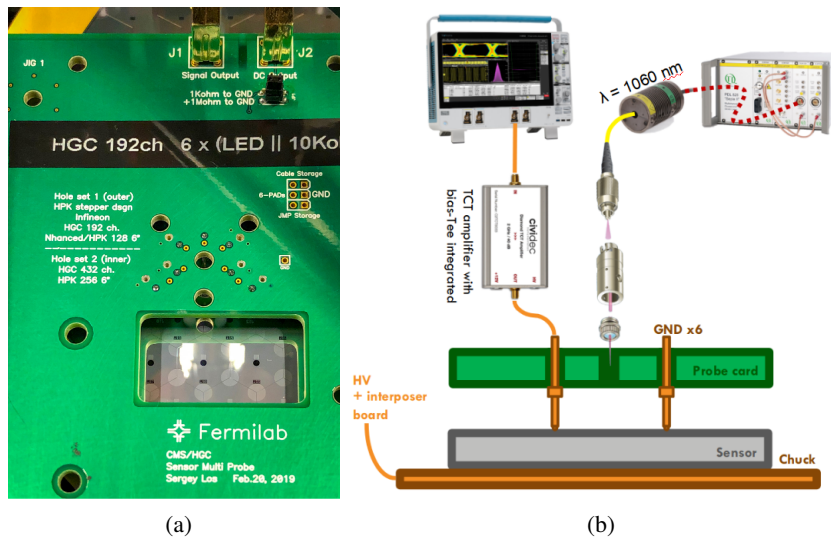 JIG 1
J1
J2
Signal Output
DC Output
1Kohm to GND
+1Mohm to GND
HGC 192ch 6 x (LED || 10Ko
Cable Storage
6-PADs
GND
JMP Storage
Hole set 1 (outer)
HPK stepper dsgn
Infineon
HGC 192 ch.
Nhanced/HPK 128 6"
Hole set 2 (inner)
HGC 432 ch.
HPK 256 6"
GND
Fermilab
CMS/HGC
Sensor Multi Probe
Sergey Los Feb.20, 2019
(a)
λ = 1060 nm
TCT amplifier with
bias-Tee integrated
cividec
Diamond TCT Amplifier
GND x6
Probe card
HV
+ interposer
board
Sensor
Chuck
(b)